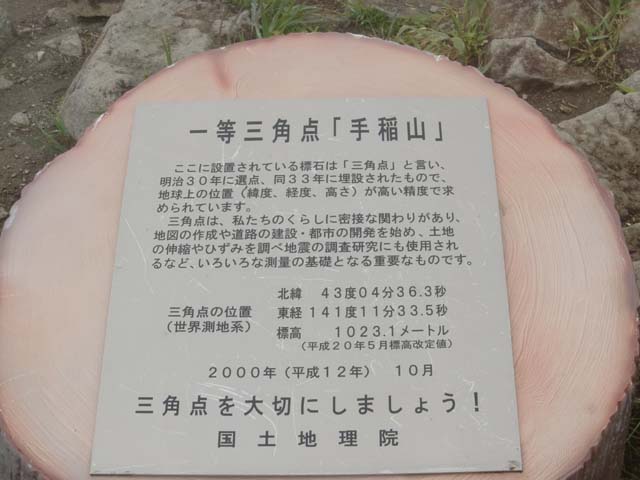 一等三角点「手稲山」
ここに設置されている標石は「三角点」と言い、
明治30年に選点、同33年に埋設されたもので、
地球上の位置（緯度、経度、高さ）が高い精度で求
められています。
三角点は、私たちのくらしに密接な関わりがあり、
地図の作成や道路の建設・都市の開発を始め、土地
の伸縮やひずみを調べ地震の調査研究にも使用され
るなど、いろいろな測量の基礎となる重要なものです。
三角点の位置
（世界測地系）
北緯 43度04分36.3秒
東経 141度11分33.5秒
標高 1023.1メートル
（平成20年5月標高改定値）
2000年（平成12年） 10月
三角点を大切にしましょう！
国土地理院